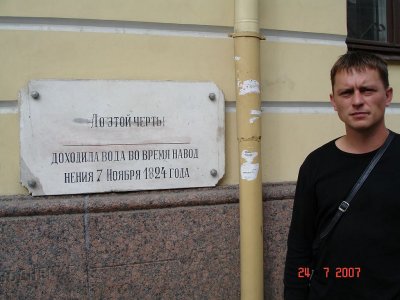 До этой черты
доходила вода во время навод
нения 7 Ноября 1824 года
24 7 2007